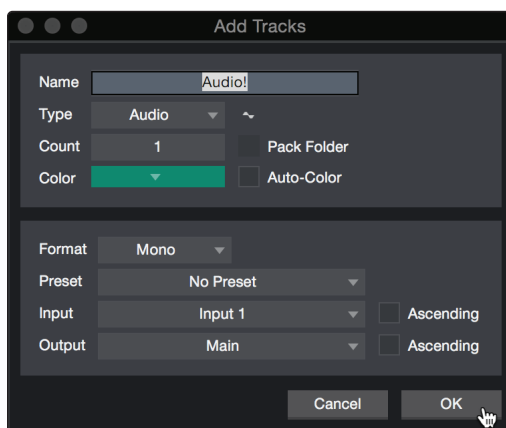 Add Tracks
Name Audio!
Type Audio
Count 1 Pack Folder
Color Auto-Color
Format Mono
Preset No Preset
Input Input 1 Ascending
Output Main Ascending
Cancel OK